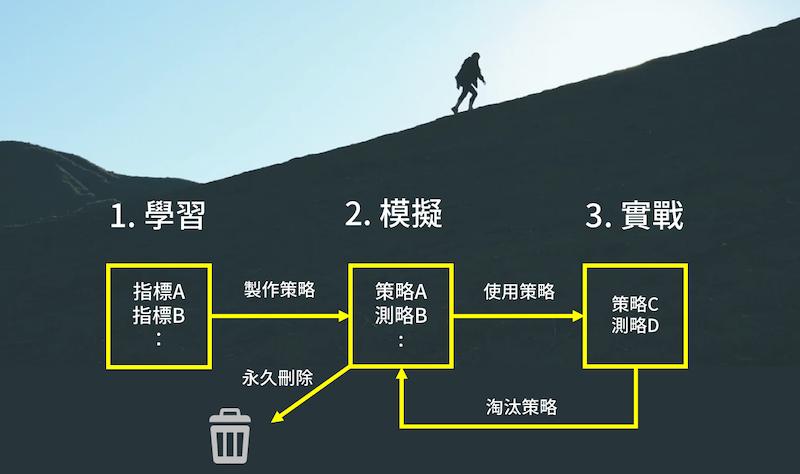 1. 學習
2. 模擬
3. 實戰
指標A
指標B
：
製作策略
策略A
測略B
：
使用策略
策略C
測略D
永久刪除
淘汰策略